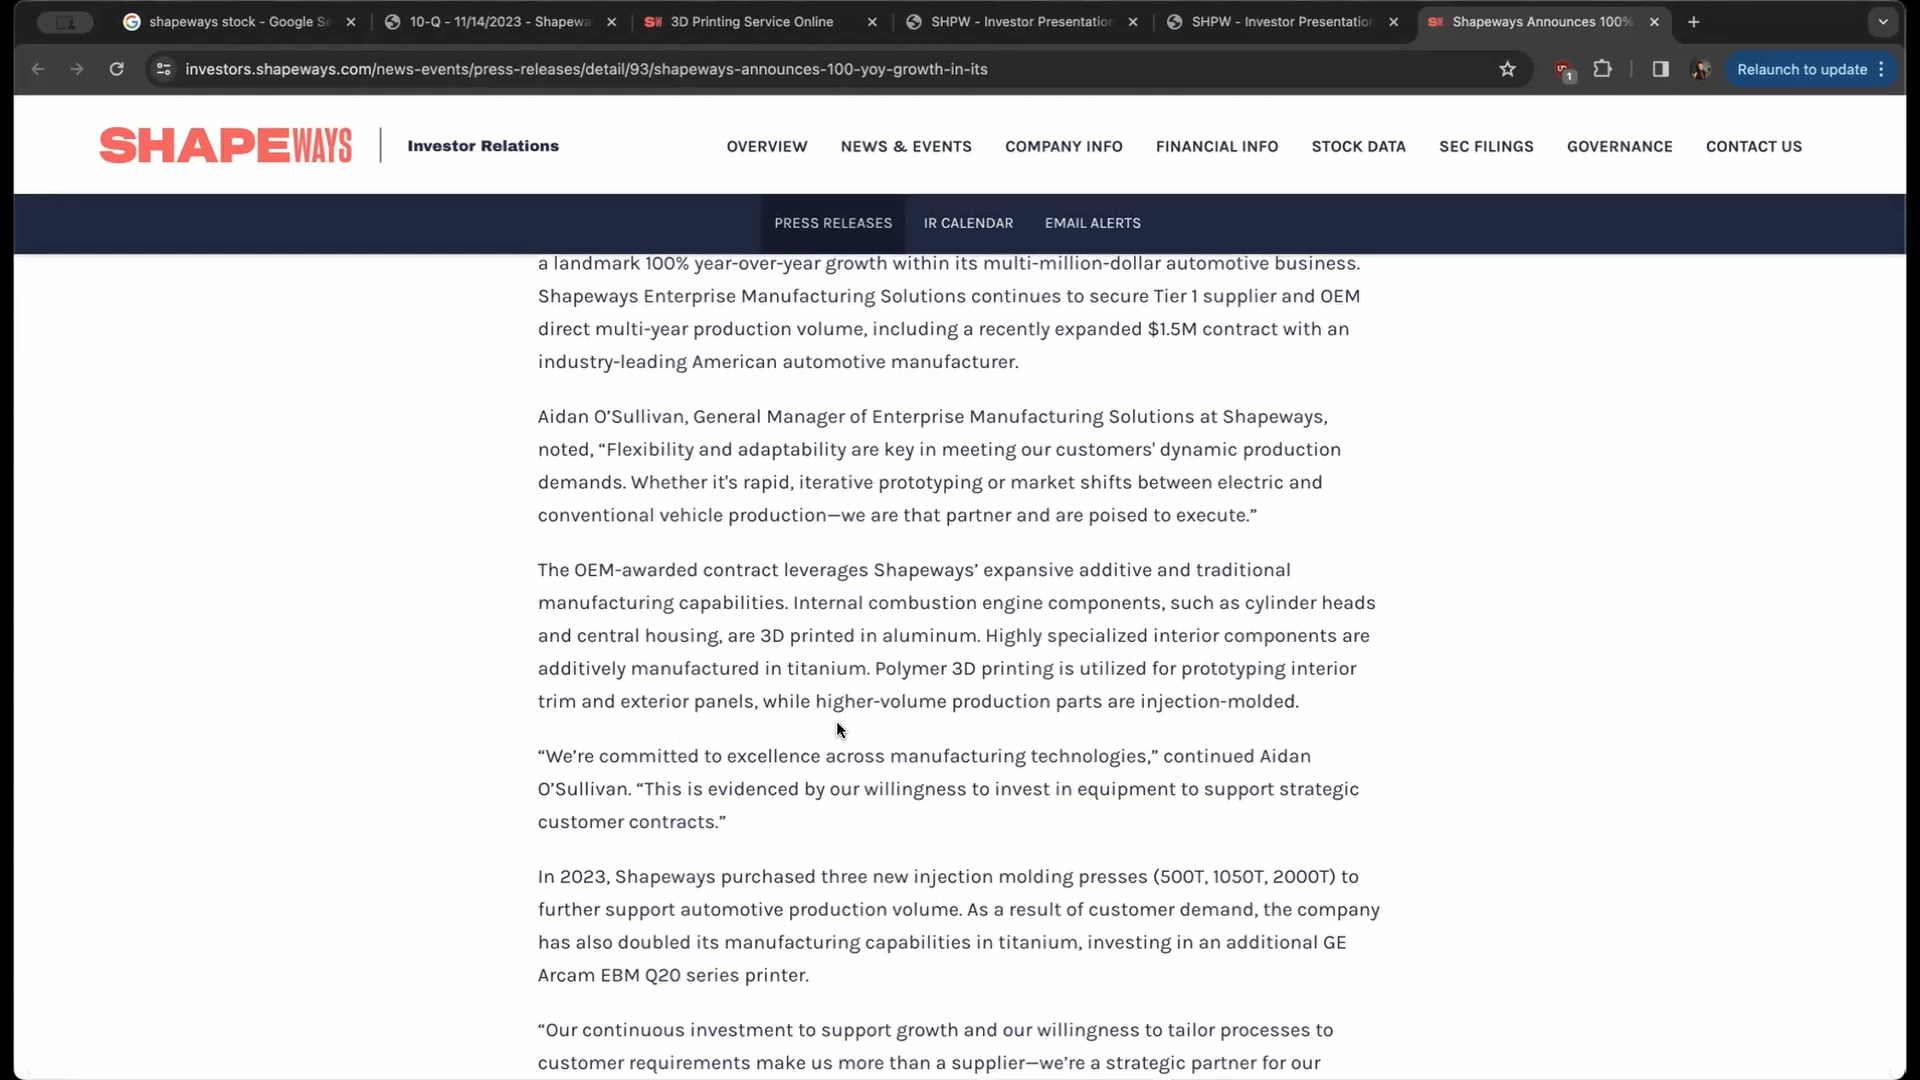 shapeways stock - Google Se
10-Q - 11/14/2023 - Shapewa
3D Printing Service Online
SHPW - Investor Presentation
SHPW - Investor Presentation
Shapeways Announces 100%
investors.shapeways.com/news-events/press-releases/detail/93/shapeways-announces-100-yoy-growth-in-its
1
Relaunch to update
SHAPEWAYS
Investor Relations
OVERVIEW
NEWS & EVENTS
COMPANY INFO
FINANCIAL INFO
STOCK DATA
SEC FILINGS
GOVERNANCE
CONTACT US
PRESS RELEASES
IR CALENDAR
EMAIL ALERTS
a landmark 100% year-over-year growth within its multi-million-dollar automotive business.
Shapeways Enterprise Manufacturing Solutions continues to secure Tier 1 supplier and OEM
direct multi-year production volume, including a recently expanded $1.5M contract with an
industry-leading American automotive manufacturer.
Aidan O’Sullivan, General Manager of Enterprise Manufacturing Solutions at Shapeways,
noted, “Flexibility and adaptability are key in meeting our customers' dynamic production
demands. Whether it's rapid, iterative prototyping or market shifts between electric and
conventional vehicle production—we are that partner and are poised to execute.”
The OEM-awarded contract leverages Shapeways’ expansive additive and traditional
manufacturing capabilities. Internal combustion engine components, such as cylinder heads
and central housing, are 3D printed in aluminum. Highly specialized interior components are
additively manufactured in titanium. Polymer 3D printing is utilized for prototyping interior
trim and exterior panels, while higher-volume production parts are injection-molded.
“We’re committed to excellence across manufacturing technologies,” continued Aidan
O’Sullivan. “This is evidenced by our willingness to invest in equipment to support strategic
customer contracts.”
In 2023, Shapeways purchased three new injection molding presses (500T, 1050T, 2000T) to
further support automotive production volume. As a result of customer demand, the company
has also doubled its manufacturing capabilities in titanium, investing in an additional GE
Arcam EBM Q20 series printer.
“Our continuous investment to support growth and our willingness to tailor processes to
customer requirements make us more than a supplier—we’re a strategic partner for our